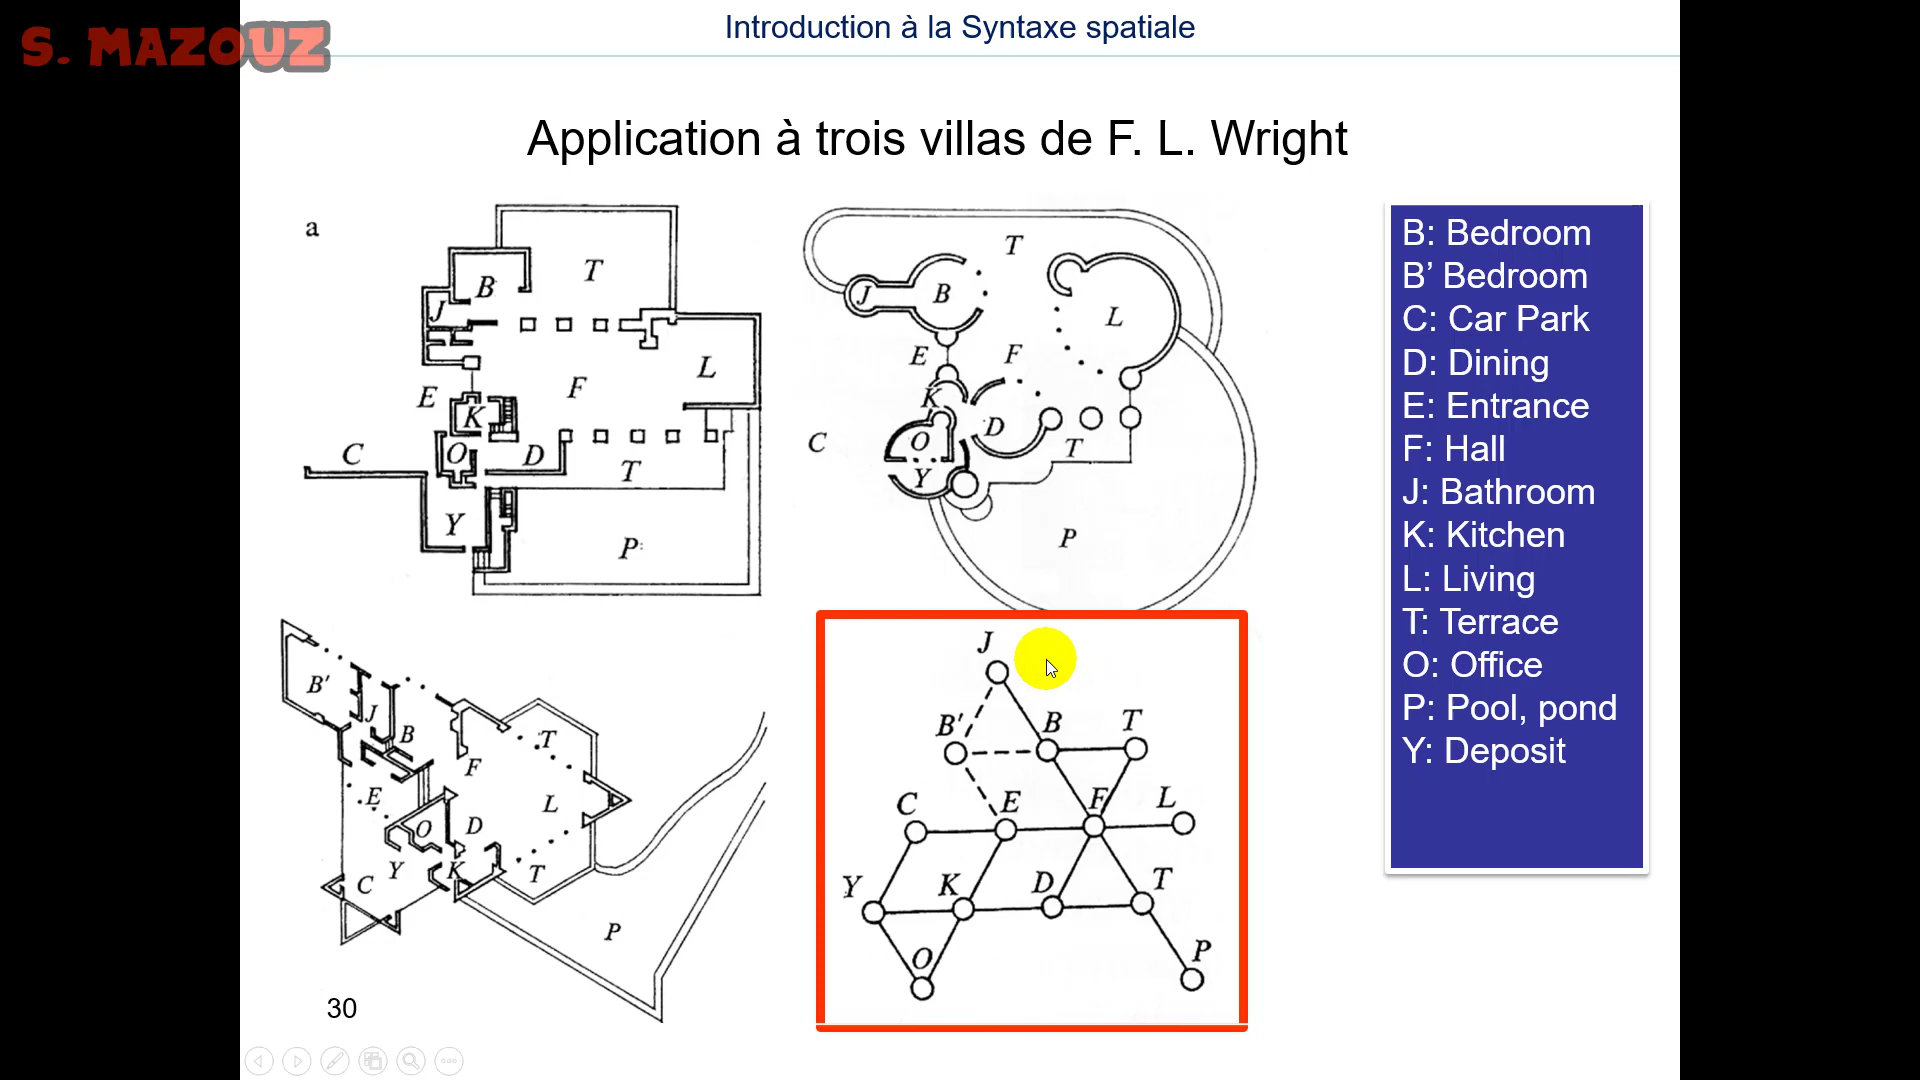 S. MAZOUZ
Introduction à la Syntaxe spatiale
Application à trois villas de F. L. Wright
a
T
B
J
L
F
E
K
C
O
D
T
Y
P
T
J
B
L
E
F
K
D
C
O
T
Y
P
B'
J
B
T
F
E
L
O
D
Y
K
T
C
P
J
B'
B
T
C
E
F
L
Y
K
D
T
O
P
B: Bedroom
B’ Bedroom
C: Car Park
D: Dining
E: Entrance
F: Hall
J: Bathroom
K: Kitchen
L: Living
T: Terrace
O: Office
P: Pool, pond
Y: Deposit
30